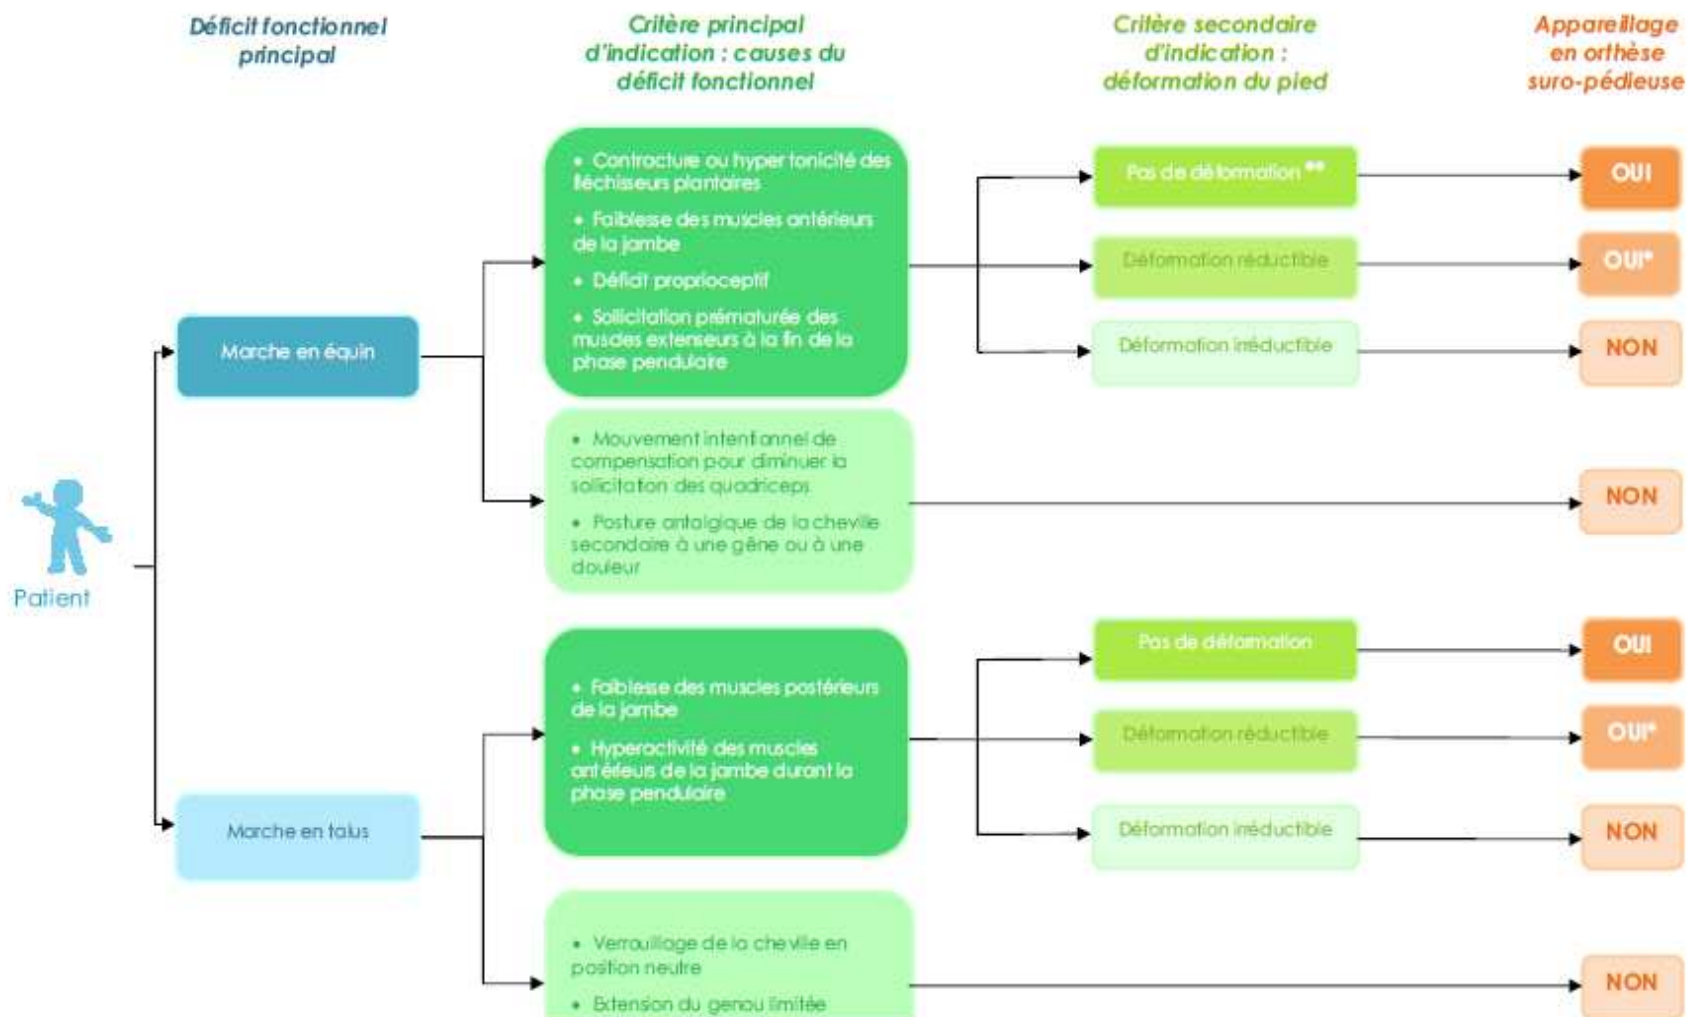 Déficit fonctionnel
principal
Critère principal
d'indication : causes du
déficit fonctionnel
Critère secondaire
d'indication :
déformation du pied
Appareillage
en orthèse
suro-pédieuse
Patient
Marche en équin
• Contracture ou hyper tonicité des
fléchisseurs plantaires
• Faiblesse des muscles antérieurs
de la jambe
• Déficit proprioceptif
• Sollicitation prématurée des
muscles extenseurs à la fin de la
phase pendulaire
Pas de déformation **
OUI
Déformation réductible
OUI*
Déformation irréductible
NON
• Mouvement intentionnel de
compensation pour diminuer la
sollicitation des quadriceps
• Posture antalgique de la cheville
secondaire à une gêne ou à une
douleur
NON
Marche en talus
• Faiblesse des muscles postérieurs
de la jambe
• Hyperactivité des muscles
antérieurs de la jambe durant la
phase pendulaire
Pas de déformation
OUI
Déformation réductible
OUI*
Déformation irréductible
NON
• Verrouillage de la cheville en
position neutre
• Extension du genou limitée
NON